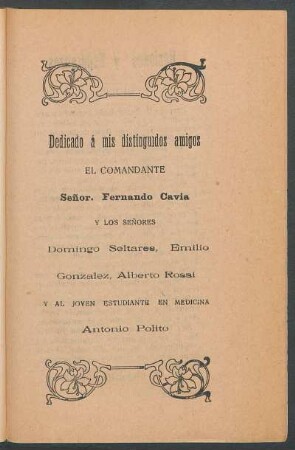 Dedicado á mis distinguidos amigos
EL COMANDANTE
Señor. Fernando Cavia
Y LOS SEÑORES
Domingo Seltares, Emilio
Gonzalez, Alberto Rossi
Y AL JOVEN ESTUDIANTE EN MEDICINA
Antonio Polito